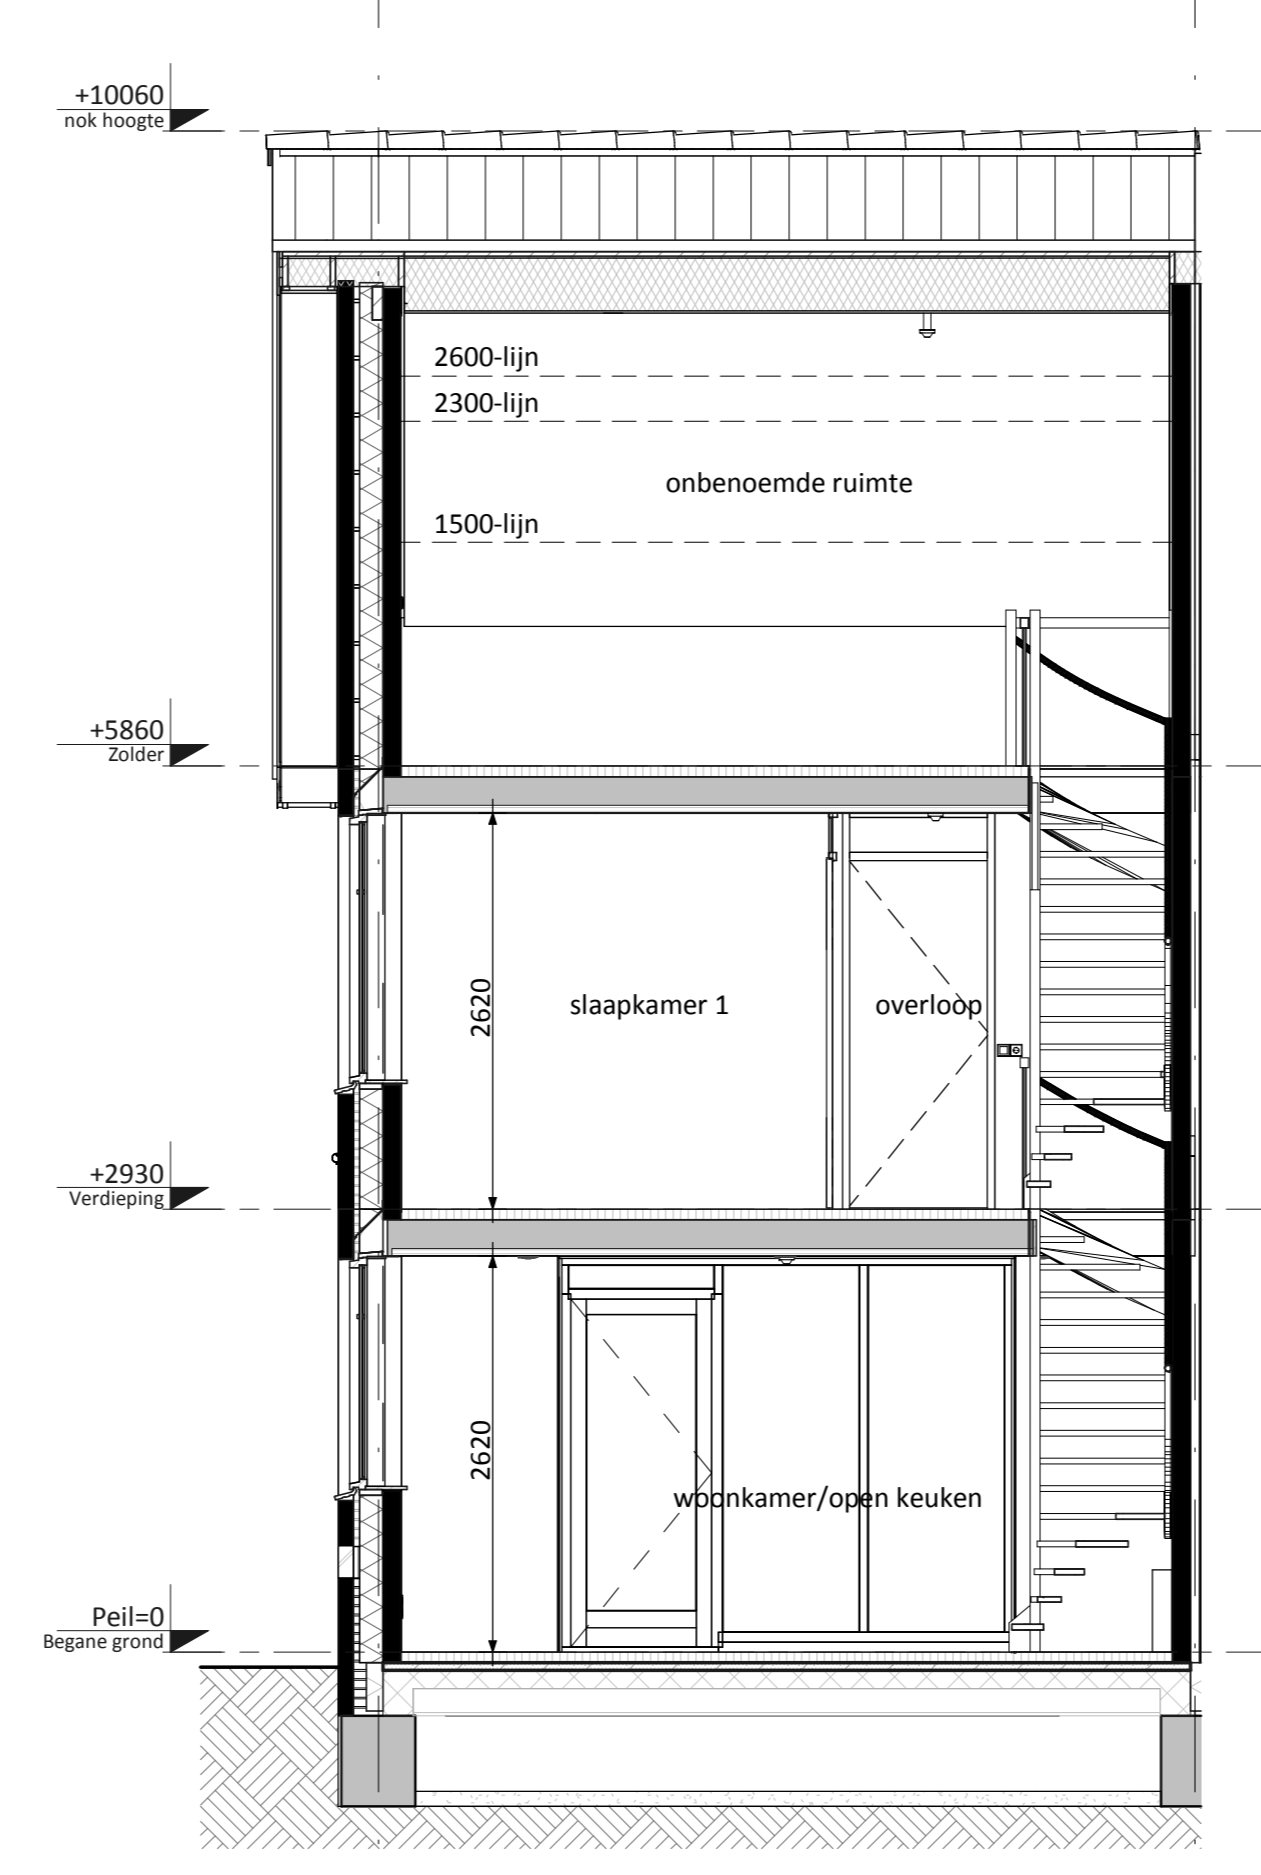 +10060
nok hoogte
2600-lijn
2300-lijn
onbenoemde ruimte
1500-lijn
+5860
Zolder
2620
slaapkamer 1
overloop
+2930
Verdieping
2620
woonkamer/open keuken
Peil=0
Begane grond